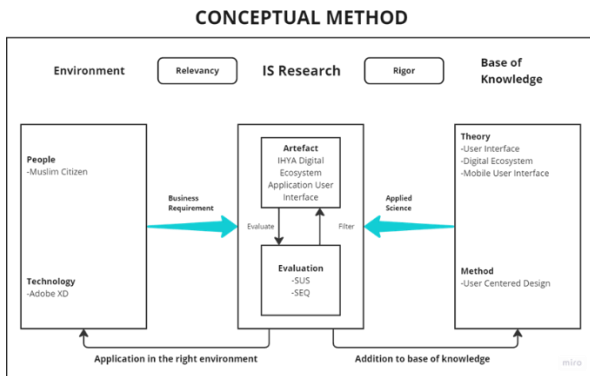 CONCEPTUAL METHOD
Environment
Relevancy
IS Research
Rigor
Base of
Knowledge
People
-Muslim Citizen
Technology
-Adobe XD
Business
Requirement
Artefact
IHYA Digital
Ecosystem
Application User
Interface
Evaluate
Filter
Evaluation
-SUS
-SEQ
Applied
Science
Theory
-User Interface
-Digital Ecosystem
-Mobile User Interface
Method
-User Centered Design
Application in the right environment
Addition to base of knowledge
miro